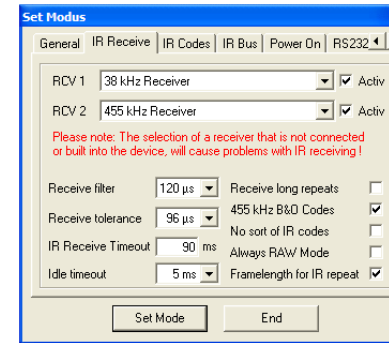 Set Modus
General IR Receive IR Codes IR Bus Power On RS232
RCV 1 38 kHz Receiver Activ
RCV 2 455 kHz Receiver Activ
Please note: The selection of a receiver that is not connected
or built into the device, will cause problems with IR receiving !
Receive filter 120 µs Receive long repeats
Receive tolerance 96 µs 455 kHz B&O Codes
No sort of IR codes
IR Receive Timeout 90 ms Always RAW Mode
Idle timeout 5 ms Framelength for IR repeat
Set Mode End